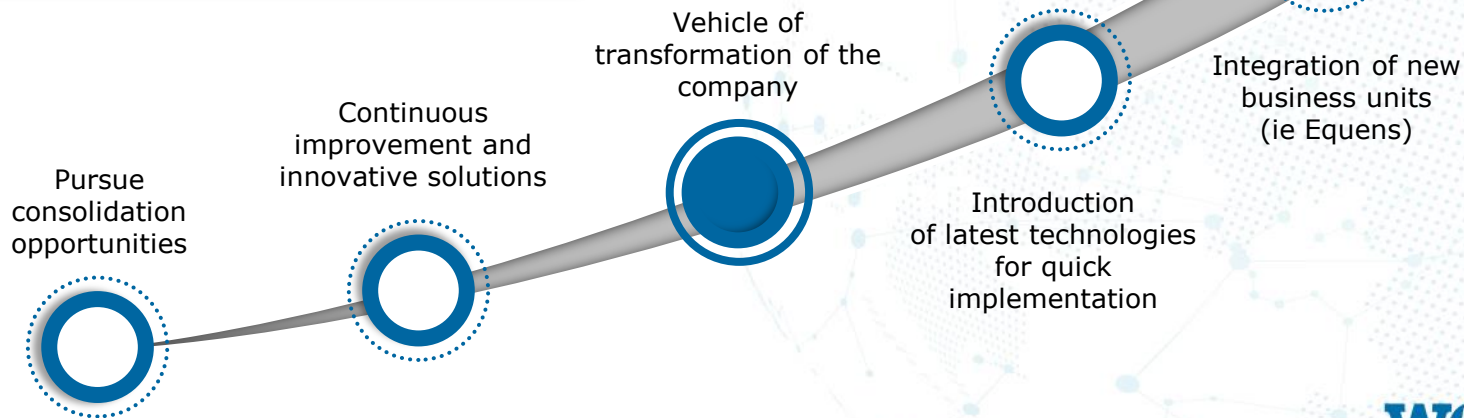 Pursue
consolidation
opportunities
Continuous
improvement and
innovative solutions
Vehicle of
transformation of the
company
Introduction
of latest technologies
for quick
implementation
Integration of new
business units
(ie Equens)